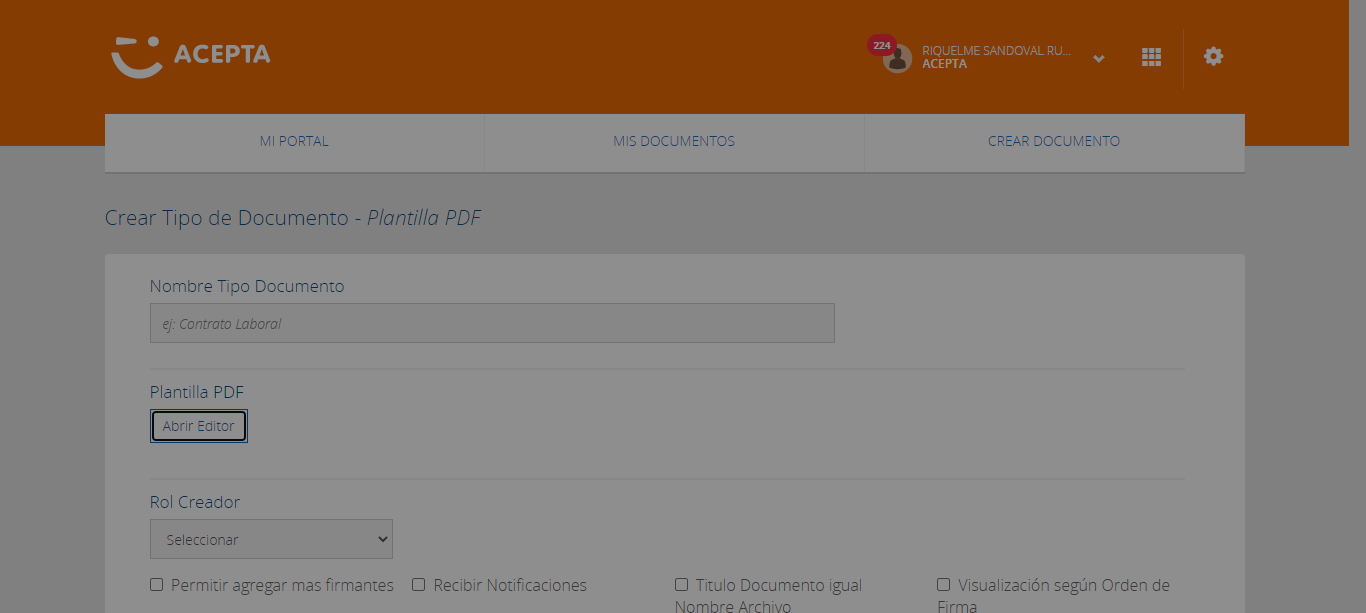 ACEPTA
224
RIQUELME SANDOVAL RU...
ACEPTA
MI PORTAL
MIS DOCUMENTOS
CREAR DOCUMENTO
Crear Tipo de Documento - Plantilla PDF
Nombre Tipo Documento
ej: Contrato Laboral
Plantilla PDF
Abrir Editor
Rol Creador
Seleccionar
Permitir agregar mas firmantes
Recibir Notificaciones
Titulo Documento igual
Nombre Archivo
Visualización según Orden de
Firma